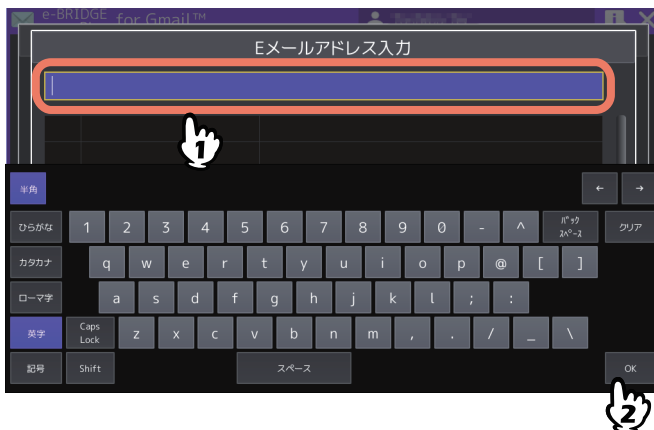 e-BRIDGE for Gmail™
Eメールアドレス入力
1
半角 ← →
ひらがな 1 2 3 4 5 6 7 8 9 0 - ^ バック スペース クリア
カタカナ q w e r t y u i o p @ [ ]
ローマ字 a s d f g h j k l ; :
英字 Caps Lock z x c v b n m , . / _ \
記号 Shift スペース OK
2